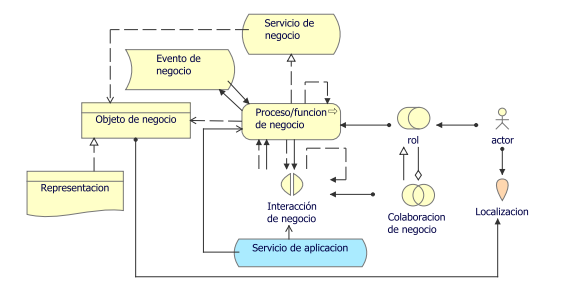 Servicio de
negocio
Evento de
negocio
Objeto de negocio
Proceso/funcion
de negocio
rol
actor
Representacion
Interacción
de negocio
Colaboracion
de negocio
Localizacion
Servicio de aplicacion